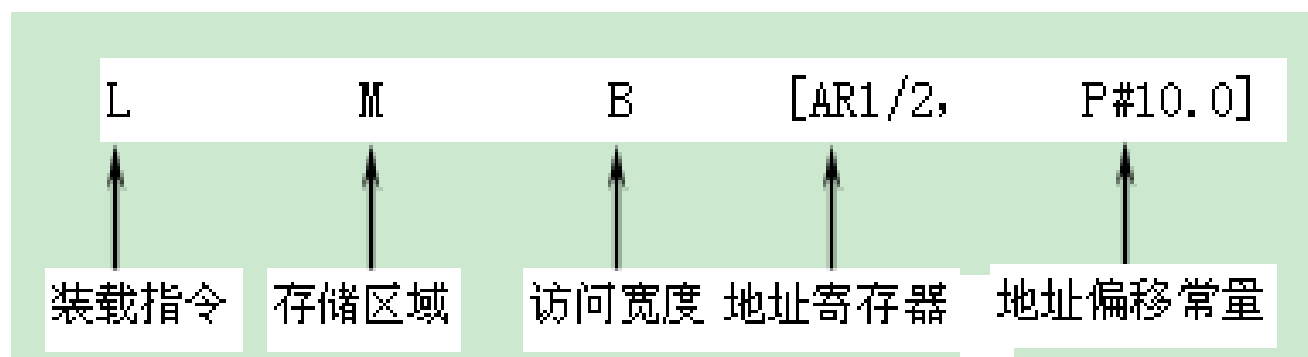 L M B [AR1/2, P#10.0]
装载指令 存储区域 访问宽度 地址寄存器 地址偏移常量